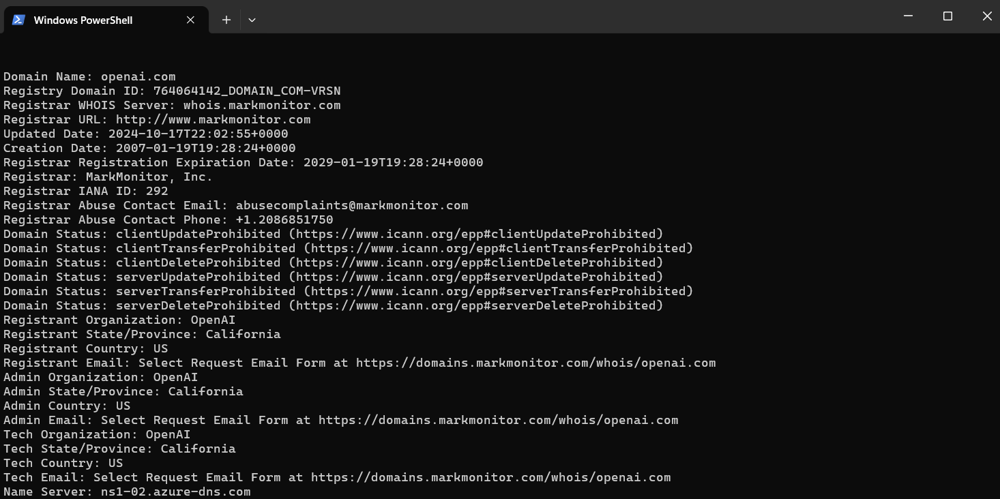 Windows PowerShell
Domain Name: openai.com
Registry Domain ID: 764064142_DOMAIN_COM-VRSN
Registrar WHOIS Server: whois.markmonitor.com
Registrar URL: http://www.markmonitor.com
Updated Date: 2024-10-17T22:02:55+0000
Creation Date: 2007-01-19T19:28:24+0000
Registrar Registration Expiration Date: 2029-01-19T19:28:24+0000
Registrar: MarkMonitor, Inc.
Registrar IANA ID: 292
Registrar Abuse Contact Email: abusecomplaints@markmonitor.com
Registrar Abuse Contact Phone: +1.2086851750
Domain Status: clientUpdateProhibited (https://www.icann.org/epp#clientUpdateProhibited)
Domain Status: clientTransferProhibited (https://www.icann.org/epp#clientTransferProhibited)
Domain Status: clientDeleteProhibited (https://www.icann.org/epp#clientDeleteProhibited)
Domain Status: serverUpdateProhibited (https://www.icann.org/epp#serverUpdateProhibited)
Domain Status: serverTransferProhibited (https://www.icann.org/epp#serverTransferProhibited)
Domain Status: serverDeleteProhibited (https://www.icann.org/epp#serverDeleteProhibited)
Registrant Organization: OpenAI
Registrant State/Province: California
Registrant Country: US
Registrant Email: Select Request Email Form at https://domains.markmonitor.com/whois/openai.com
Admin Organization: OpenAI
Admin State/Province: California
Admin Country: US
Admin Email: Select Request Email Form at https://domains.markmonitor.com/whois/openai.com
Tech Organization: OpenAI
Tech State/Province: California
Tech Country: US
Tech Email: Select Request Email Form at https://domains.markmonitor.com/whois/openai.com
Name Server: ns1-02.azure-dns.com